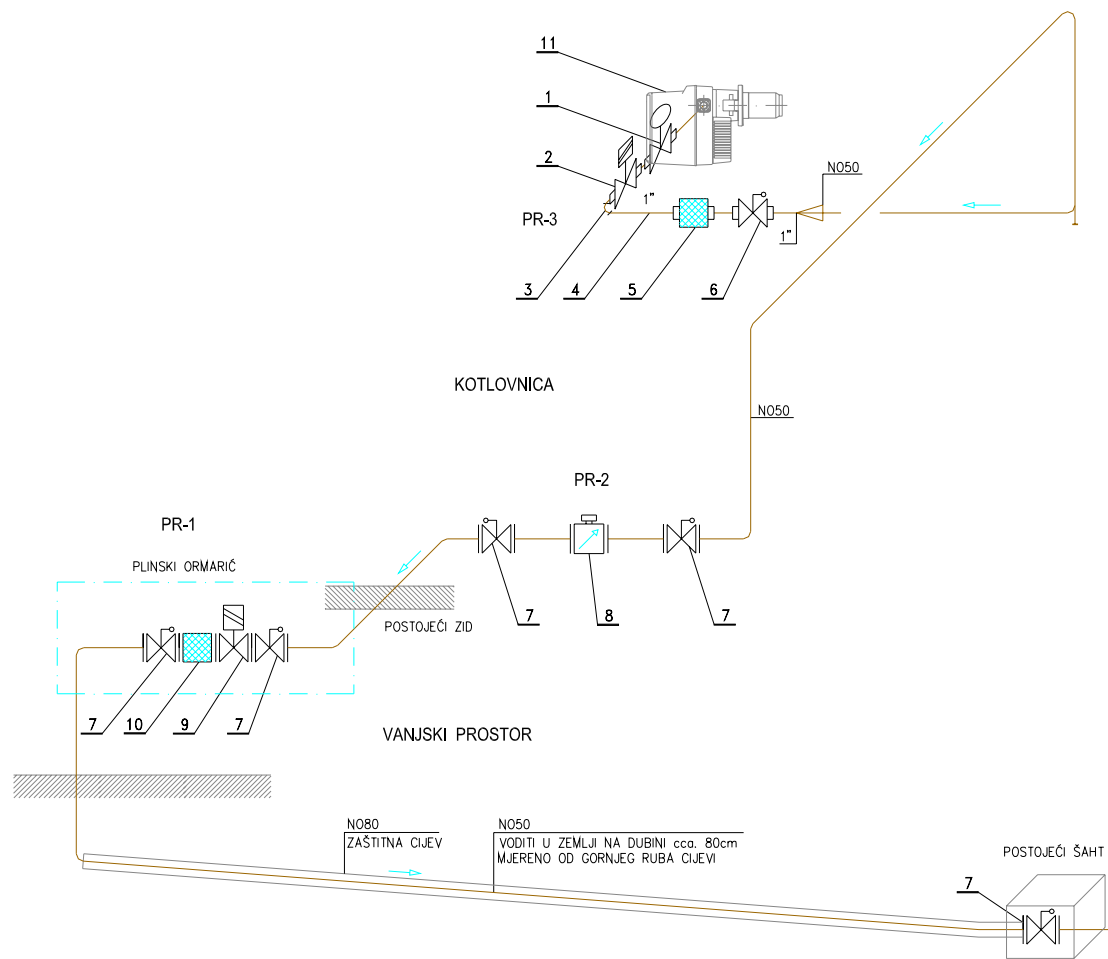 11
1
2
NO50
1"
PR-3
1"
3
4
5
6
KOTLOVNICA
NO50
PR-2
PR-1
PLINSKI ORMARIĆ
POSTOJEĆI ZID
7
8
7
7
10
9
7
VANJSKI PROSTOR
NO80
ZAŠTITNA CIJEV
NO50
VODITI U ZEMLJI NA DUBINI cca. 80cm
MJERENO OD GORNJEG RUBA CIJEVI
POSTOJEĆI ŠAHT
7